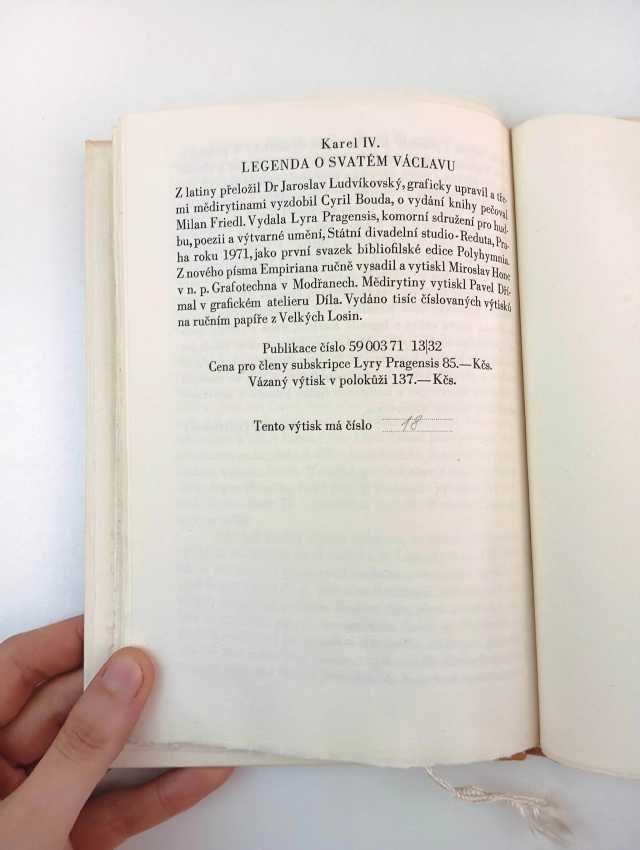 Karel IV.
LEGENDA O SVATÉM VÁCLAVU
Z latiny přeložil Dr Jaroslav Ludvíkovský, graficky upravil a tře-
mi mědirytinami vyzdobil Cyril Bouda, o vydání knihy pečoval
Milan Friedl. Vydala Lyra Pragensis, komorní sdružení pro hud-
bu, poezii a výtvarné umění, Státní divadelní studio-Reduta, Pra-
ha roku 1971, jako první svazek bibliofilské edice Polyhymnia.
Z nového písma Empiriana ručně vysadil a vytiskl Miroslav Honc
v n. p. Grafotechna v Modřanech. Mědirytiny vytiskl Pavel Dří-
mal v grafickém atelieru Díla. Vydáno tisíc číslovaných výtisků
na ručním papíře z Velkých Losin.
Publikace číslo 59 003 71 13|32
Cena pro členy subskripce Lyry Pragensis 85.—Kčs.
Vázaný výtisk v polokůži 137.—Kčs.
Tento výtisk má číslo 18